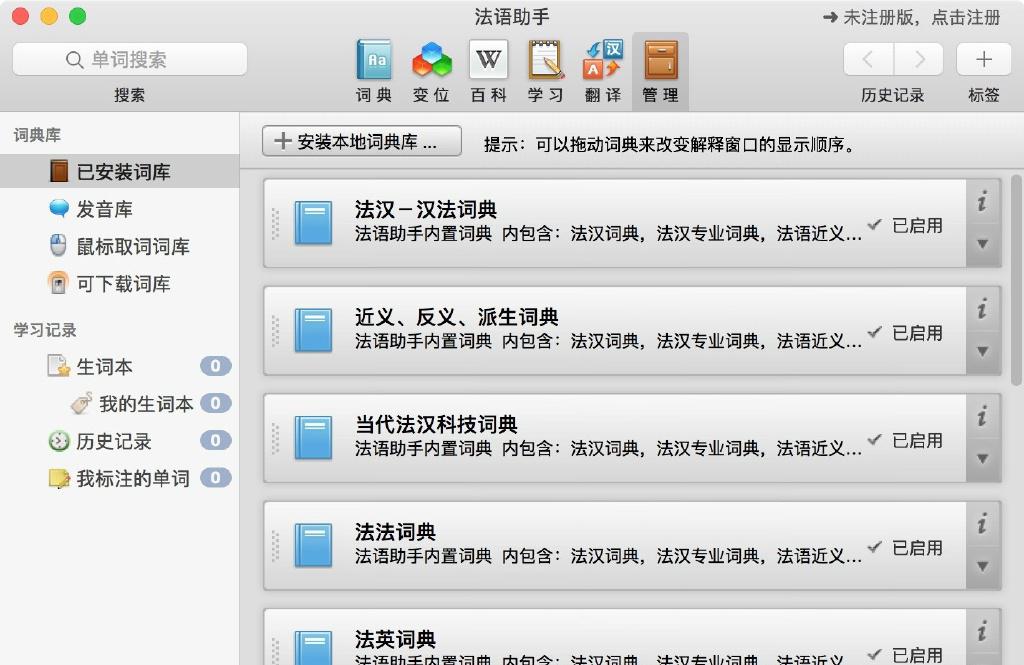 法语助手
未注册版，点击注册
单词搜索
搜索
Aa
W
汉
A
词典 变位 百科 学习 翻译 管理
历史记录
标签
词典库
已安装词库
发音库
鼠标取词词库
可下载词库
学习记录
生词本 0
我的生词本 0
历史记录 0
我标注的单词 0
安装本地词典库 ...
提示：可以拖动词典来改变解释窗口的显示顺序。
法汉－汉法词典
法语助手内置词典 内包含：法汉词典，法汉专业词典，法语近义...
已启用
i
近义、反义、派生词典
法语助手内置词典 内包含：法汉词典，法汉专业词典，法语近义...
已启用
i
当代法汉科技词典
法语助手内置词典 内包含：法汉词典，法汉专业词典，法语近义...
已启用
i
法法词典
法语助手内置词典 内包含：法汉词典，法汉专业词典，法语近义...
已启用
i
法英词典
法语助手内置词典 内包含：法汉词典，法汉专业词典，法语近义...
已启用
i